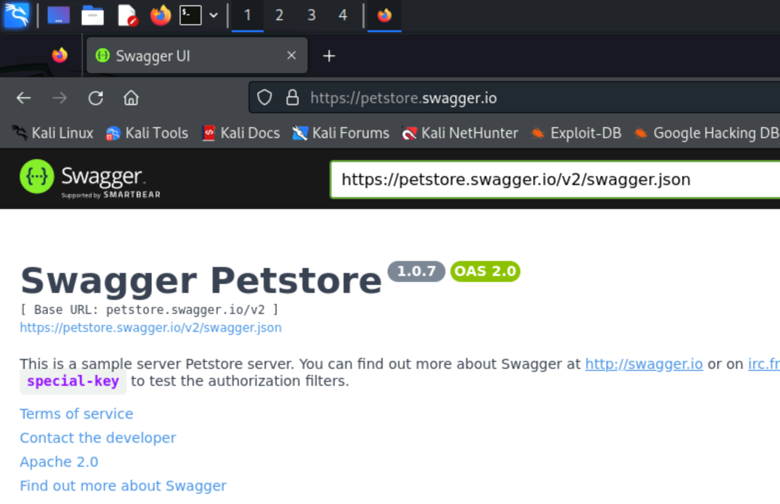 1 2 3 4
Swagger UI
https://petstore.swagger.io
Kali Linux Kali Tools Kali Docs Kali Forums Kali NetHunter Exploit-DB Google Hacking DB
Swagger.
Supported by SMARTBEAR
https://petstore.swagger.io/v2/swagger.json
Swagger Petstore 1.0.7 OAS 2.0
[ Base URL: petstore.swagger.io/v2 ]
https://petstore.swagger.io/v2/swagger.json
This is a sample server Petstore server. You can find out more about Swagger at http://swagger.io or on irc.fr
special-key to test the authorization filters.
Terms of service
Contact the developer
Apache 2.0
Find out more about Swagger